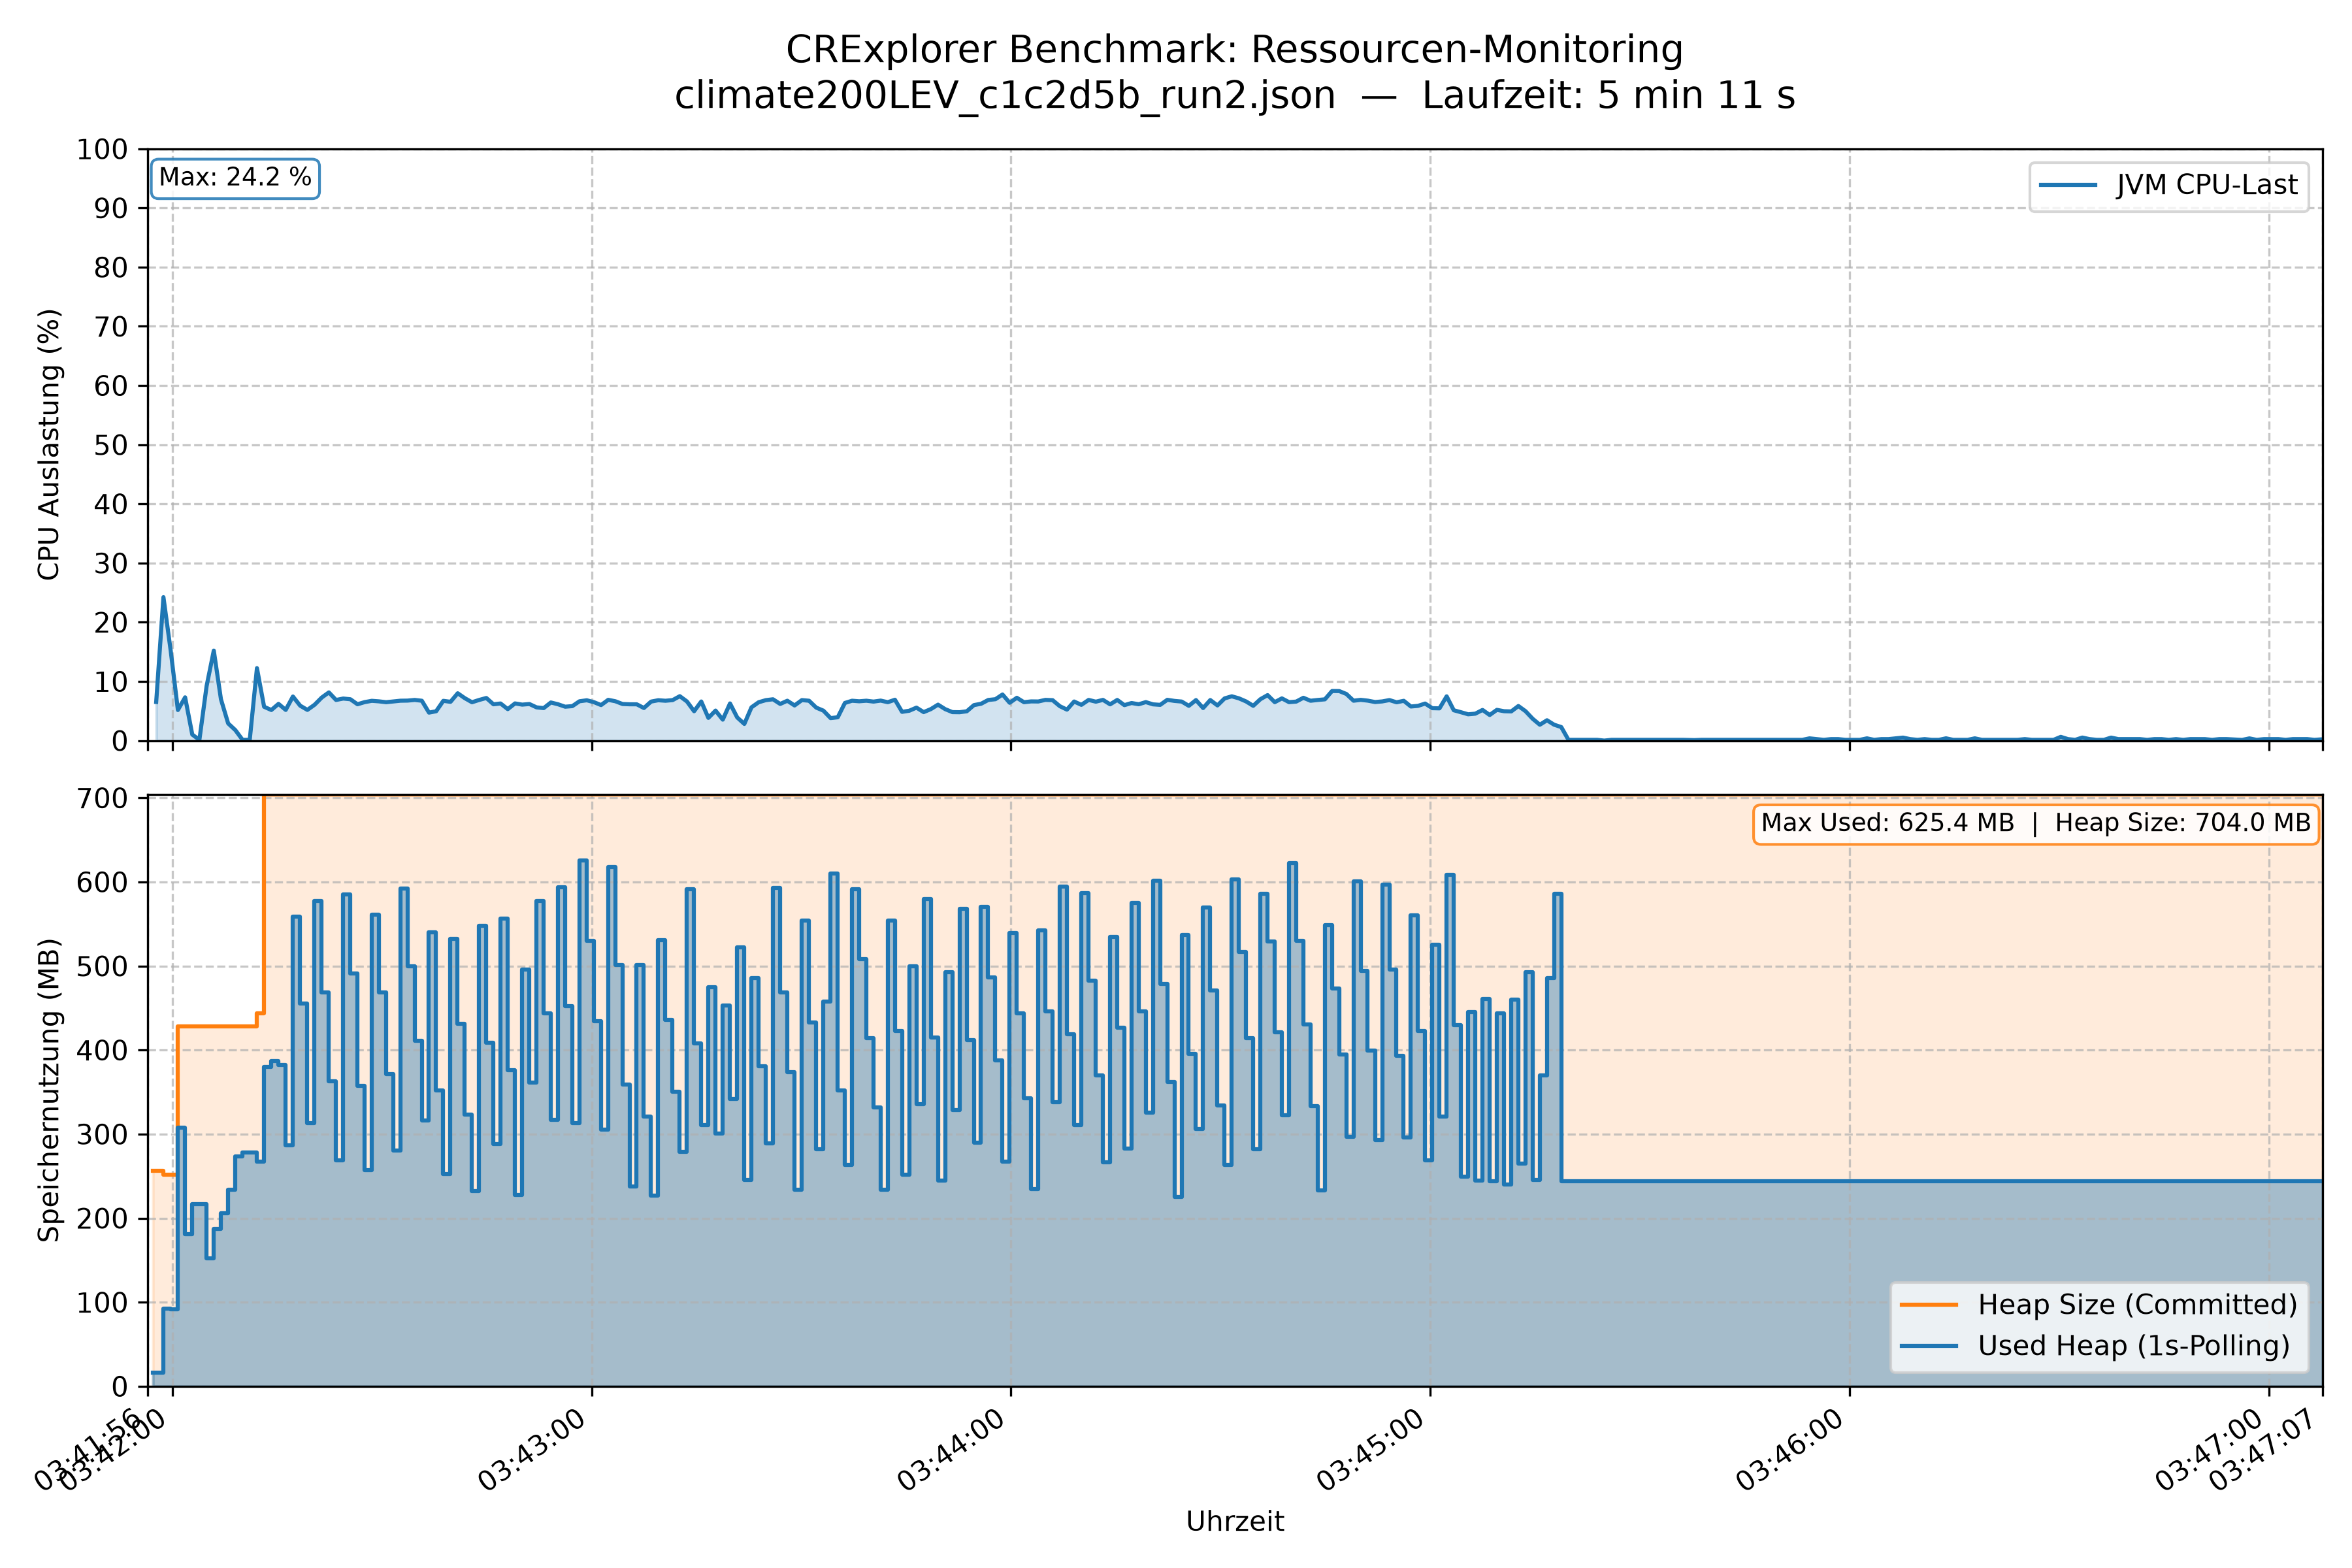 CRExplorer Benchmark: Ressourcen-Monitoring
climate200LEV_c1c2d5b_run2.json — Laufzeit: 5 min 11 s
CPU Auslastung (%)
100
90
80
70
60
50
40
30
20
10
0
Max: 24.2 %
JVM CPU-Last
Speichernutzung (MB)
700
600
500
400
300
200
100
0
Max Used: 625.4 MB | Heap Size: 704.0 MB
Heap Size (Committed)
Used Heap (1s-Polling)
03:41:56
03:42:00
03:43:00
03:44:00
03:45:00
03:46:00
03:47:00
03:47:07
Uhrzeit